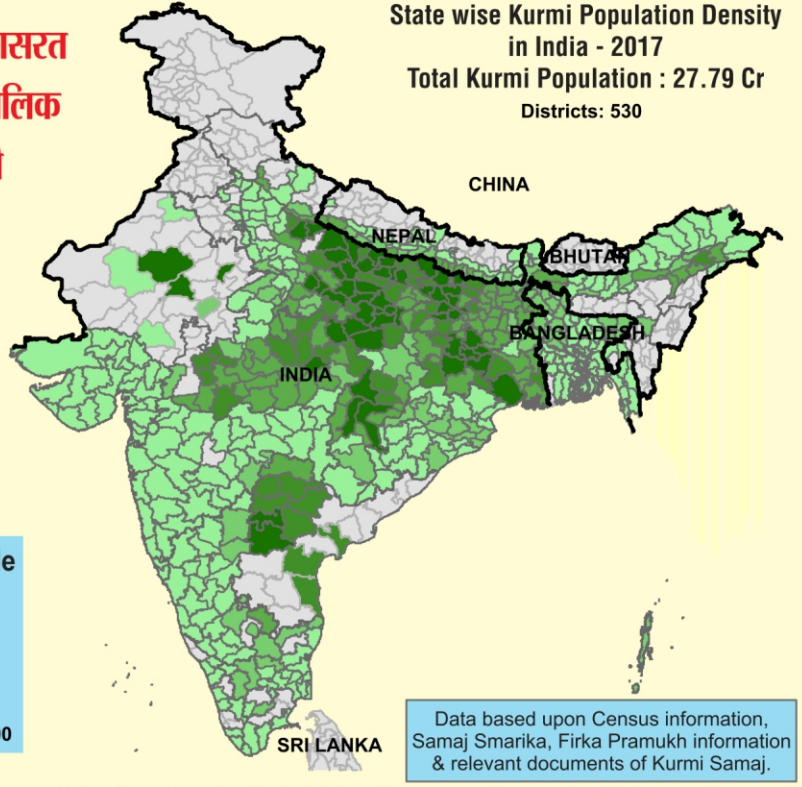 State wise Kurmi Population Density
in India - 2017
Total Kurmi Population : 27.79 Cr
Districts: 530
CHINA
NEPAL
BHUTAN
BANGLADESH
INDIA
SRI LANKA
Data based upon Census information,
Samaj Smarika, Firka Pramukh information
& relevant documents of Kurmi Samaj.